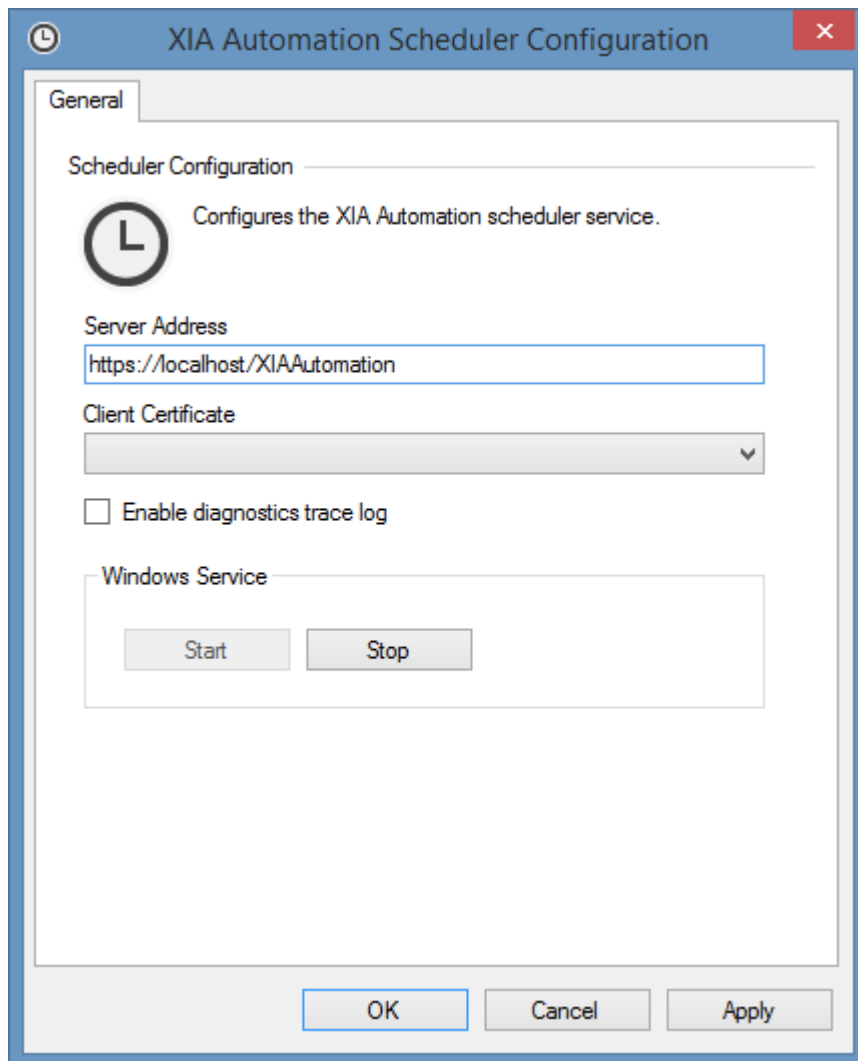 XIA Automation Scheduler Configuration
General
Scheduler Configuration
Configures the XIA Automation scheduler service.
Server Address
https://localhost/XIAAutomation
Client Certificate
Enable diagnostics trace log
Windows Service
Start Stop
OK Cancel Apply